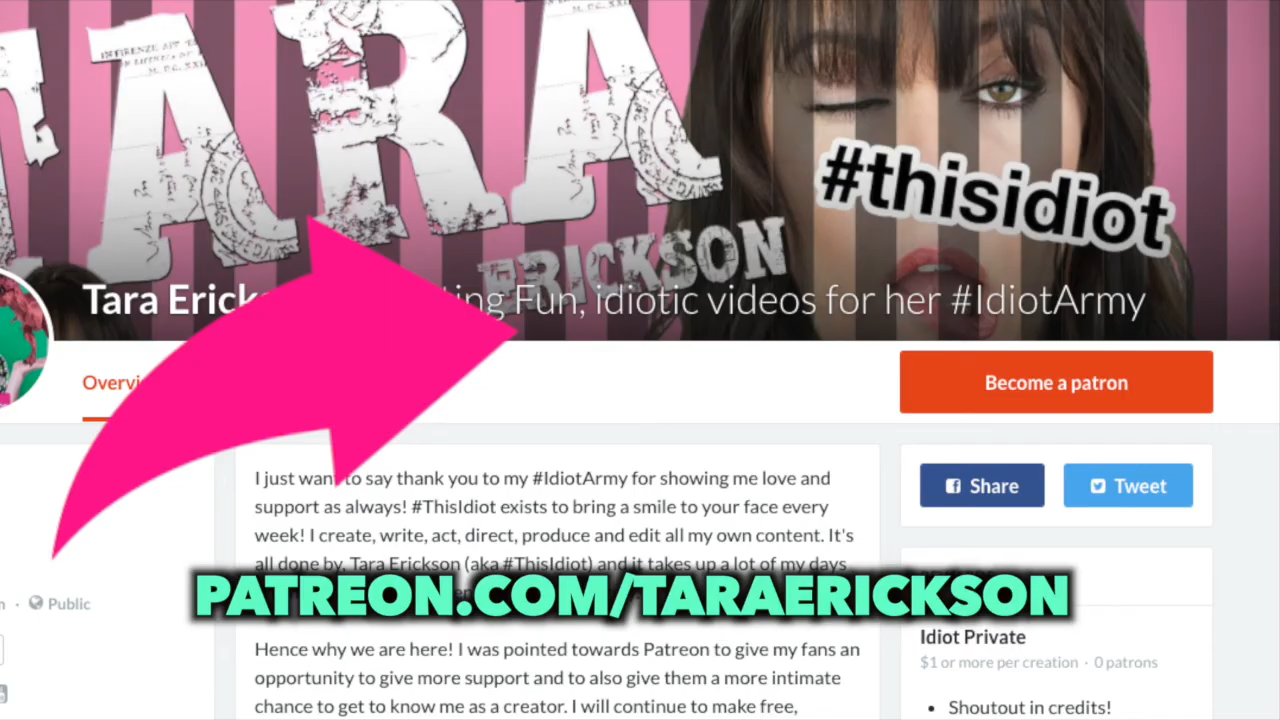 TARA
ERICKSON
#thisidiot
Tara Erick ting Fun, idiotic videos for her #IdiotArmy
Overvi
Become a patron
I just want to say thank you to my #IdiotArmy for showing me love and
support as always! #ThisIdiot exists to bring a smile to your face every
week! I create, write, act, direct, produce and edit all my own content. It's
all done by, Tara Erickson (aka #ThisIdiot) and it takes up a lot of my days
PATREON.COM/TARAERICKSON
Hence why we are here! I was pointed towards Patreon to give my fans an
opportunity to give more support and to also give them a more intimate
chance to get to know me as a creator. I will continue to make free,
Share
Tweet
Public
Idiot Private
$1 or more per creation · 0 patrons
• Shoutout in credits!